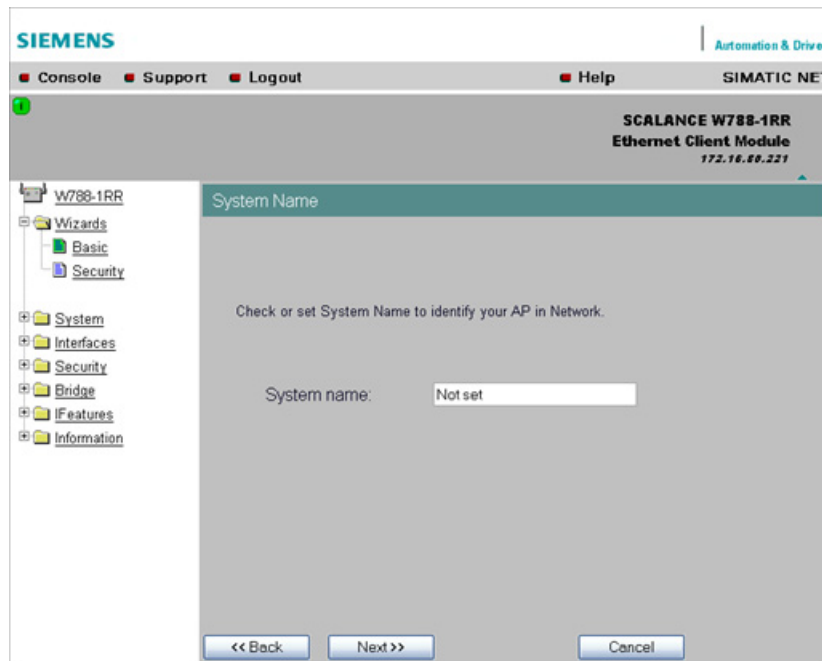 SIEMENS
Automation & Drive
Console Support Logout Help SIMATIC NE
SCALANCE W788-1RR
Ethernet Client Module
172.16.60.221
W788-1RR
Wizards
Basic
Security
System
Interfaces
Security
Bridge
IFeatures
Information
System Name
Check or set System Name to identify your AP in Network.
System name: Not set
<< Back Next >> Cancel